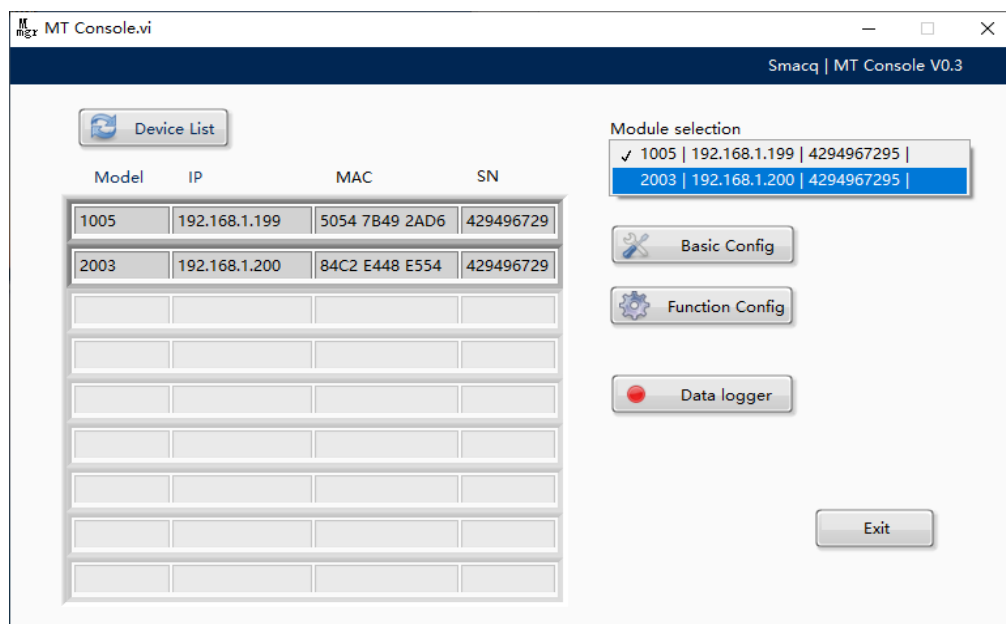 M mgr MT Console.vi
Smacq | MT Console V0.3
Device List
Module selection
✓ 1005 | 192.168.1.199 | 4294967295 |
2003 | 192.168.1.200 | 4294967295 |
Model IP MAC SN
1005 192.168.1.199 5054 7B49 2AD6 429496729
2003 192.168.1.200 84C2 E448 E554 429496729
Basic Config
Function Config
Data logger
Exit